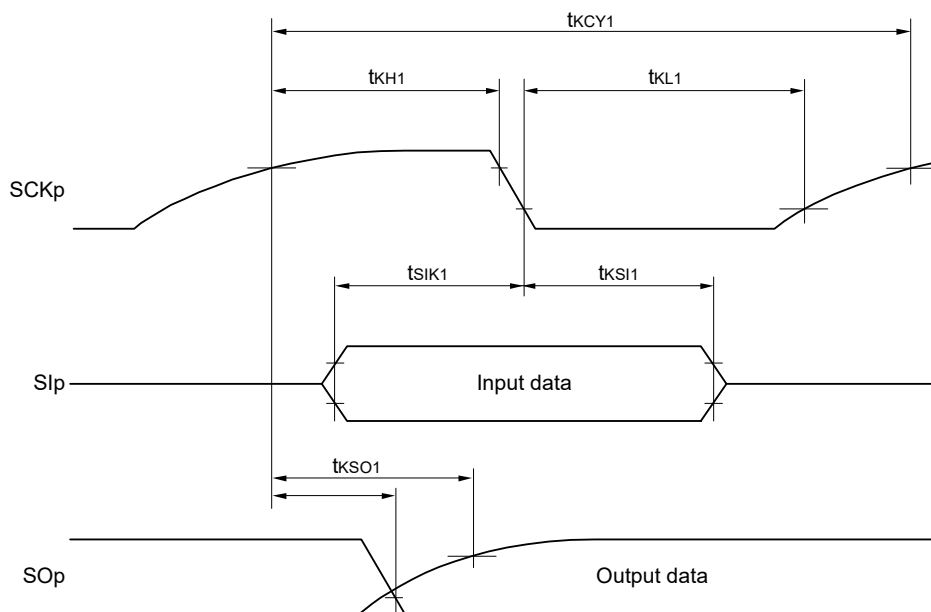 tKCY1
tKH1
tKL1
SCKp
tSIK1
tKSI1
SIp
Input data
tKSO1
SOp
Output data